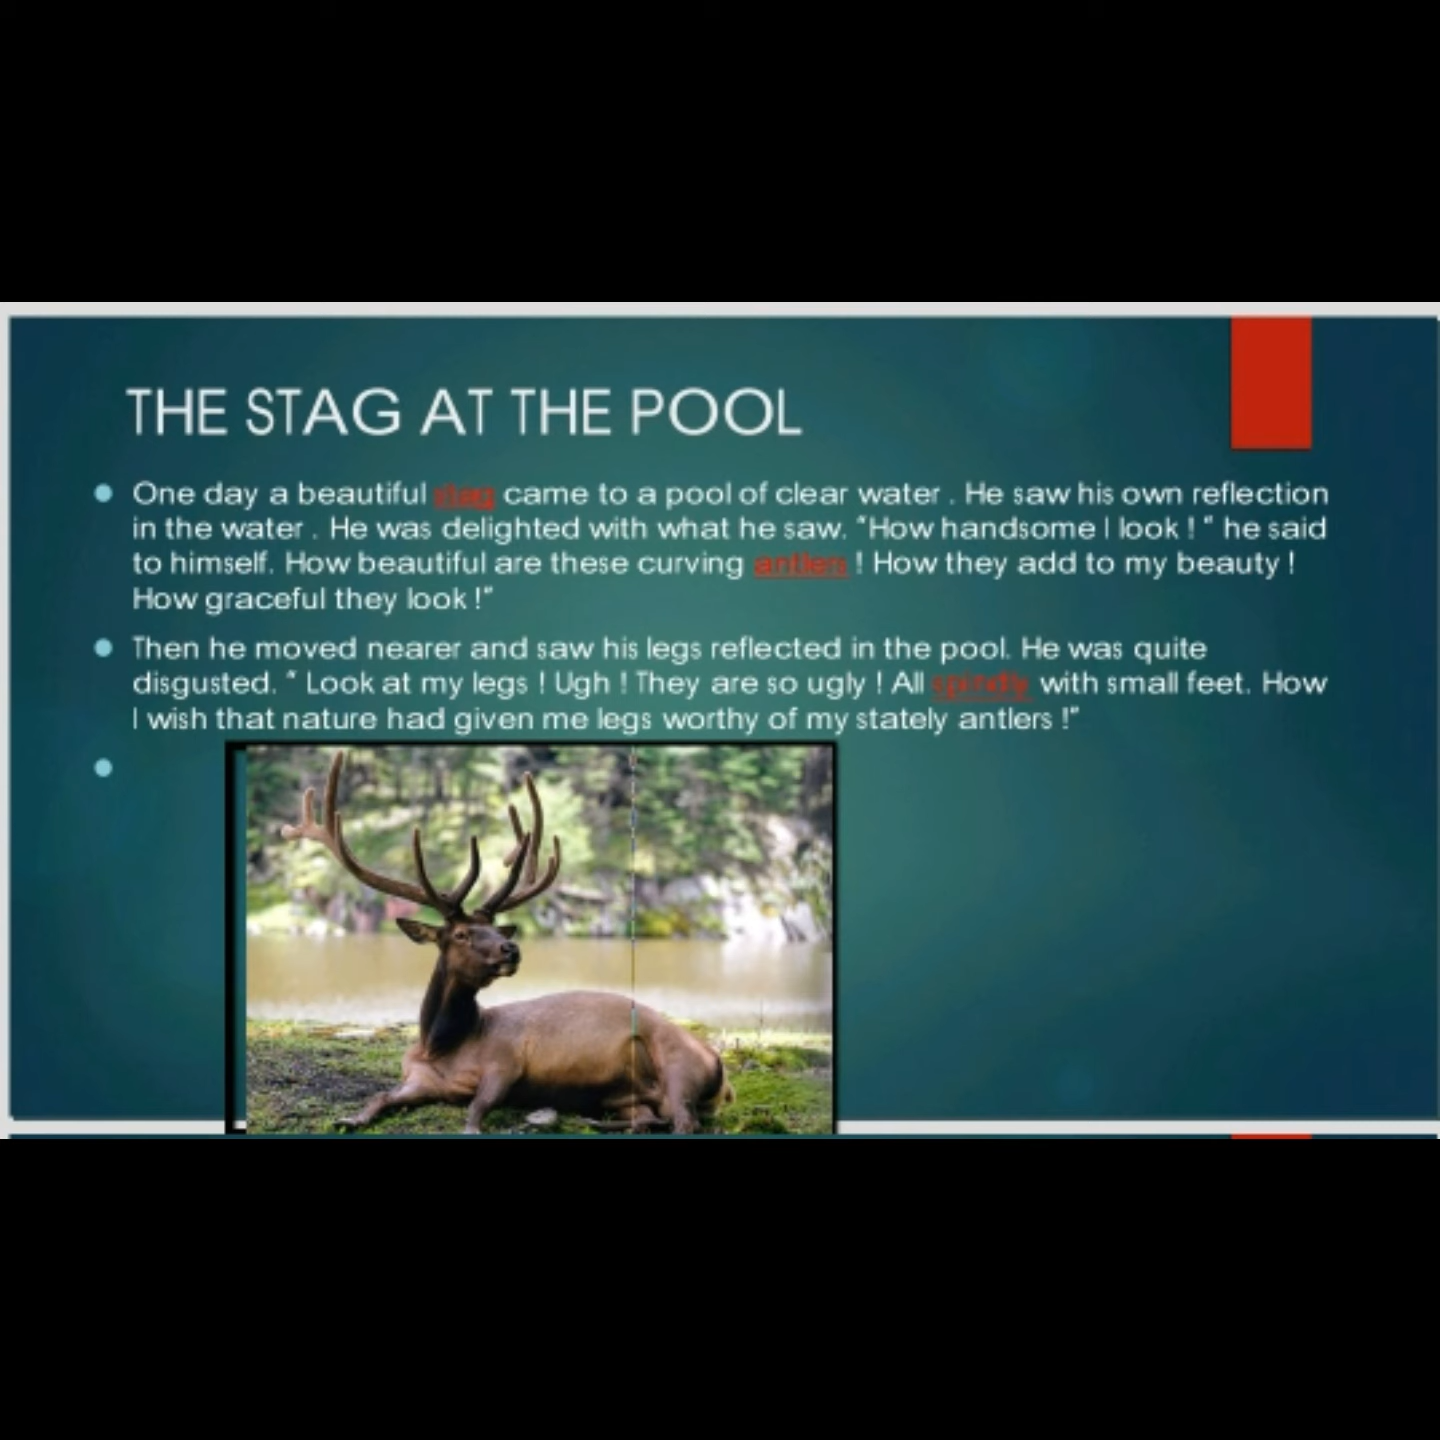 THE STAG AT THE POOL
One day a beautiful stag came to a pool of clear water . He saw his own reflection
in the water . He was delighted with what he saw. “How handsome I look ! “ he said
to himself. How beautiful are these curving antlers ! How they add to my beauty !
How graceful they look !”
Then he moved nearer and saw his legs reflected in the pool. He was quite
disgusted. “ Look at my legs ! Ugh ! They are so ugly ! All spindly with small feet. How
I wish that nature had given me legs worthy of my stately antlers !”